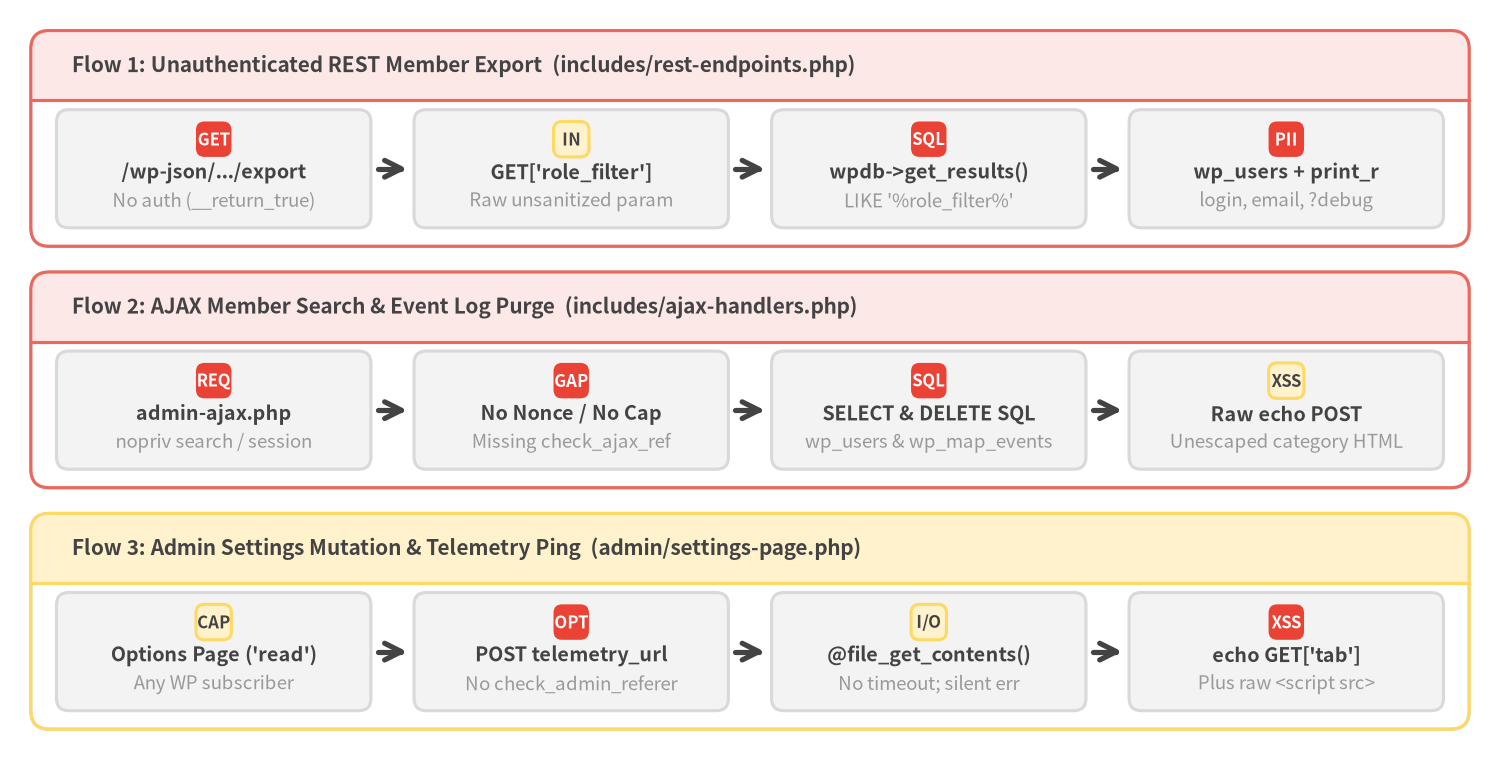 Flow 1: Unauthenticated REST Member Export (includes/rest-endpoints.php)
GET
/wp-json/.../export
No auth (__return_true)
IN
GET['role_filter']
Raw unsanitized param
SQL
wpdb->get_results()
LIKE '%role_filter%'
PII
wp_users + print_r
login, email, ?debug
Flow 2: AJAX Member Search & Event Log Purge (includes/ajax-handlers.php)
REQ
admin-ajax.php
nopriv search / session
GAP
No Nonce / No Cap
Missing check_ajax_ref
SQL
SELECT & DELETE SQL
wp_users & wp_map_events
XSS
Raw echo POST
Unescaped category HTML
Flow 3: Admin Settings Mutation & Telemetry Ping (admin/settings-page.php)
CAP
Options Page ('read')
Any WP subscriber
OPT
POST telemetry_url
No check_admin_referer
I/O
@file_get_contents()
No timeout; silent err
XSS
echo GET['tab']
Plus raw <script src>